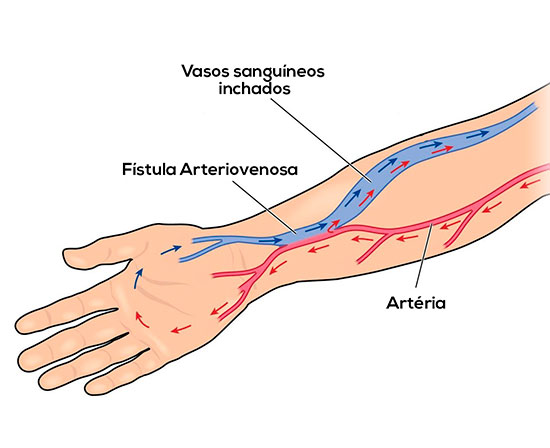 Vasos sanguíneos
inchados
Fístula Arteriovenosa
Artéria